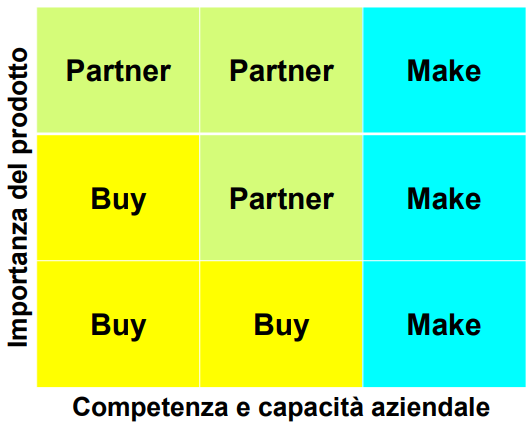 Importanza del prodotto
Partner Partner Make
Buy Partner Make
Buy Buy Make
Competenza e capacità aziendale